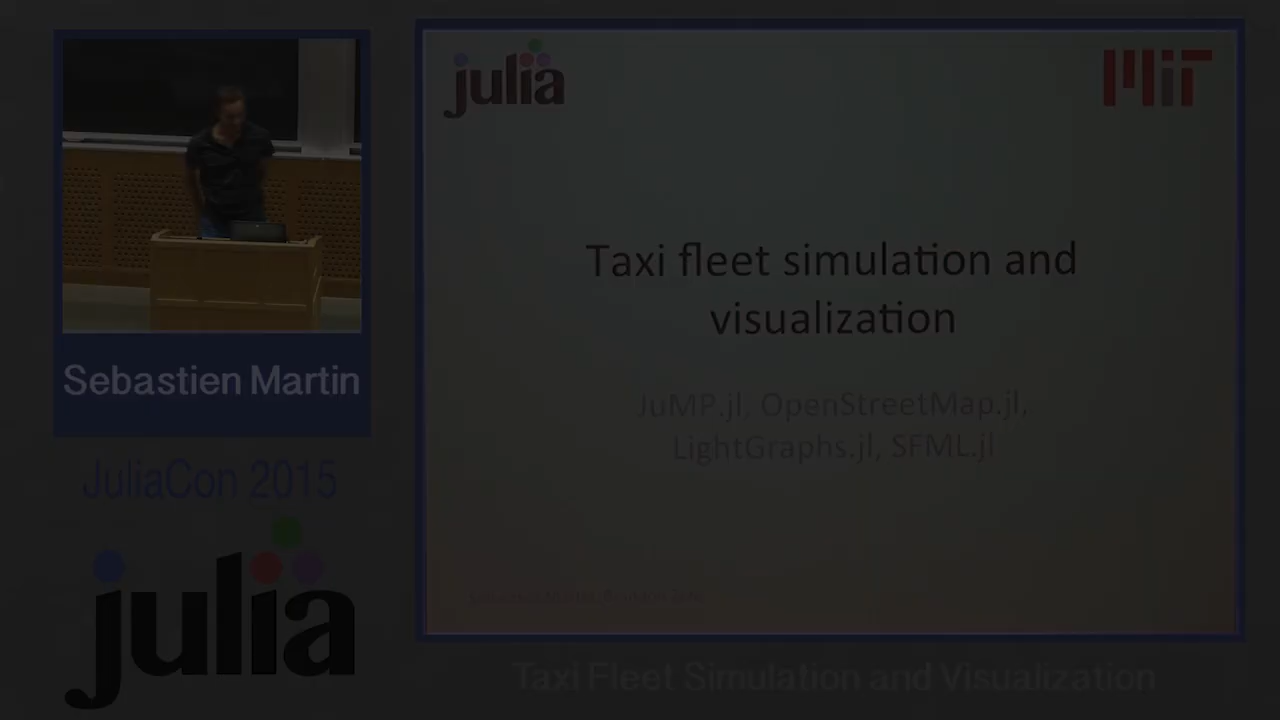 julia
MIT
Taxi fleet simulation and
visualization
JuMP.jl, OpenStreetMap.jl,
LightGraphs.jl, SFML.jl
Sebastien Martin
JuliaCon 2015
julia
Taxi Fleet Simulation and Visualization